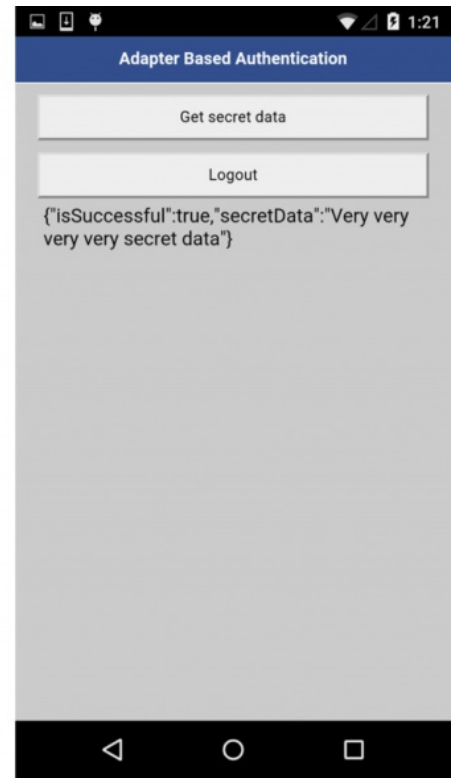 1:21
Adapter Based Authentication
Get secret data
Logout
{"isSuccessful":true,"secretData":"Very very
very very secret data"}